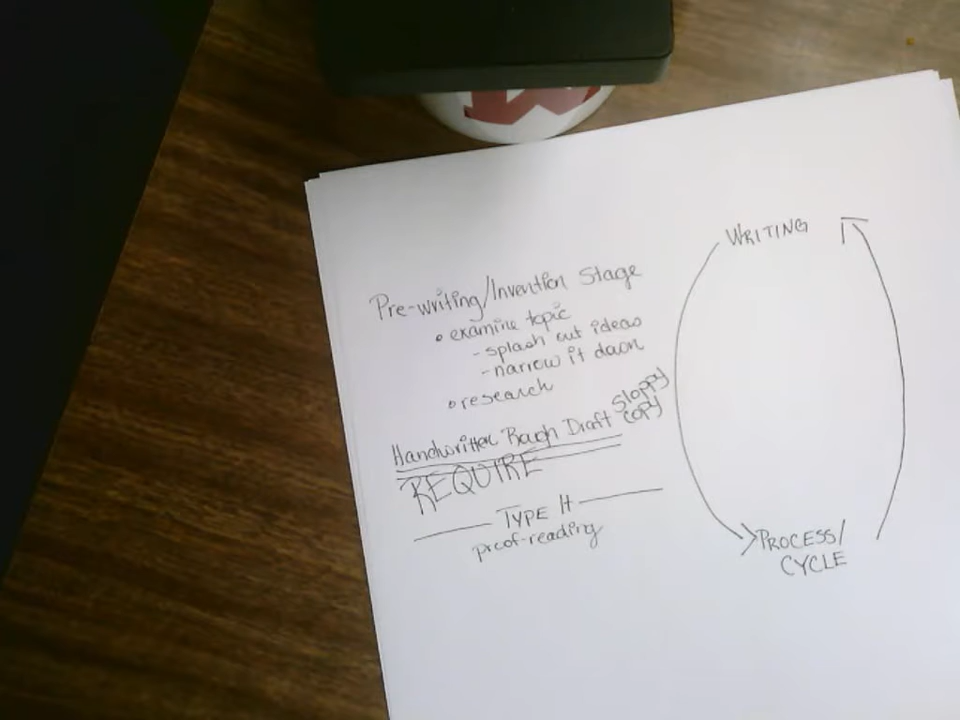 Pre-writing/Invention Stage
• examine topic
- splash out ideas
- narrow it down
• research
Handwritten Rough Draft sloppy copy
REQUIRE
TYPE It
proof-reading
WRITING
PROCESS/
CYCLE